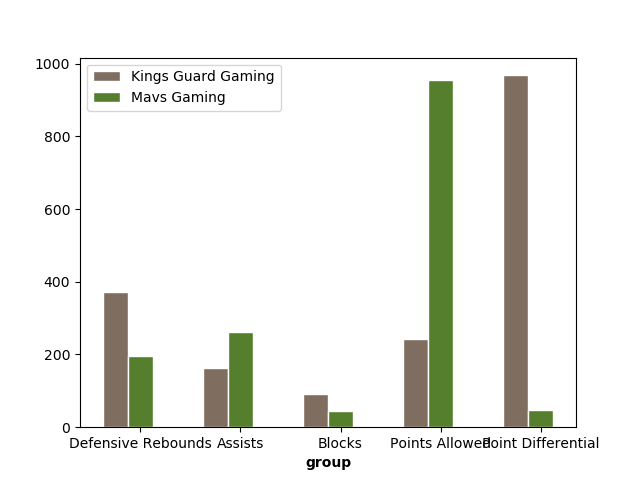 Kings Guard Gaming
Mavs Gaming
1000
800
600
400
200
0
Defensive Rebounds Assists Blocks Points Allowed Point Differential
group